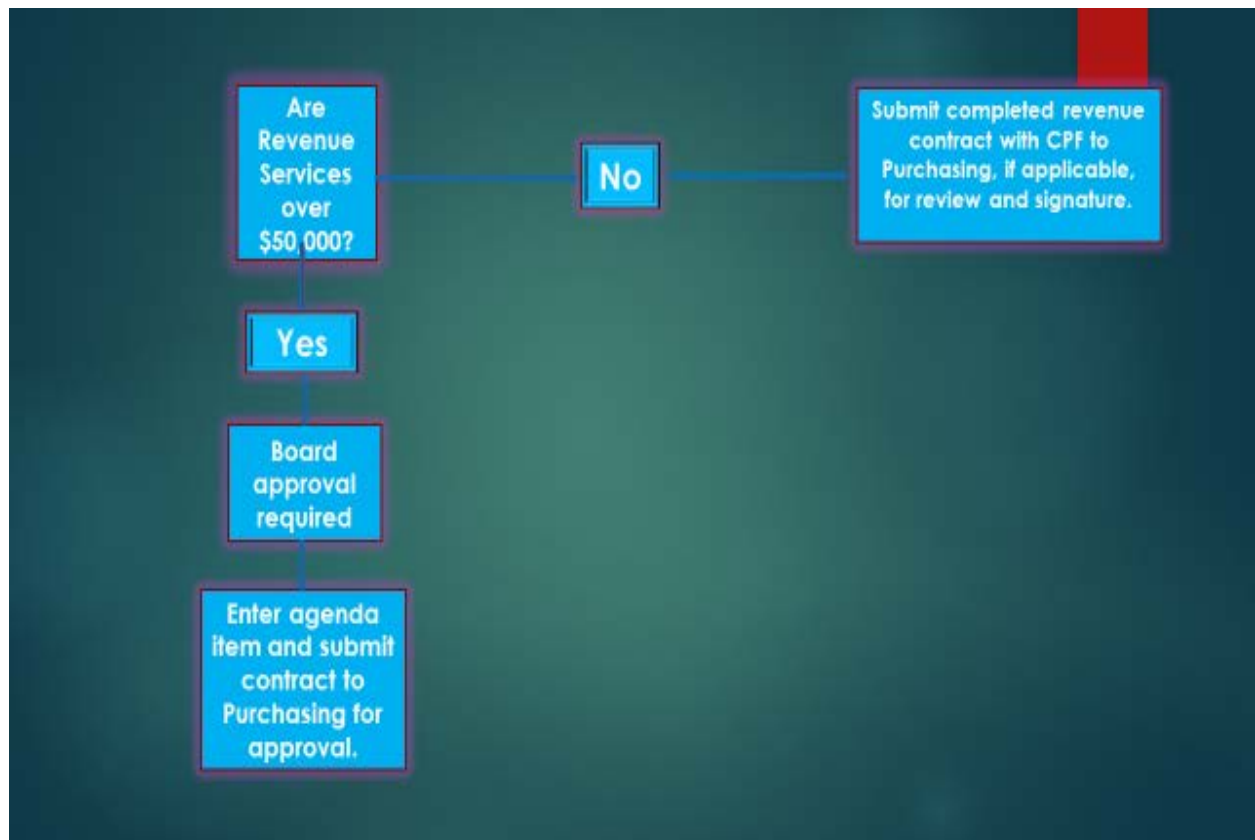 Are
Revenue
Services
over
$50,000?
No
Submit completed revenue
contract with CPF to
Purchasing, if applicable,
for review and signature.
Yes
Board
approval
required
Enter agenda
item and submit
contract to
Purchasing for
approval.